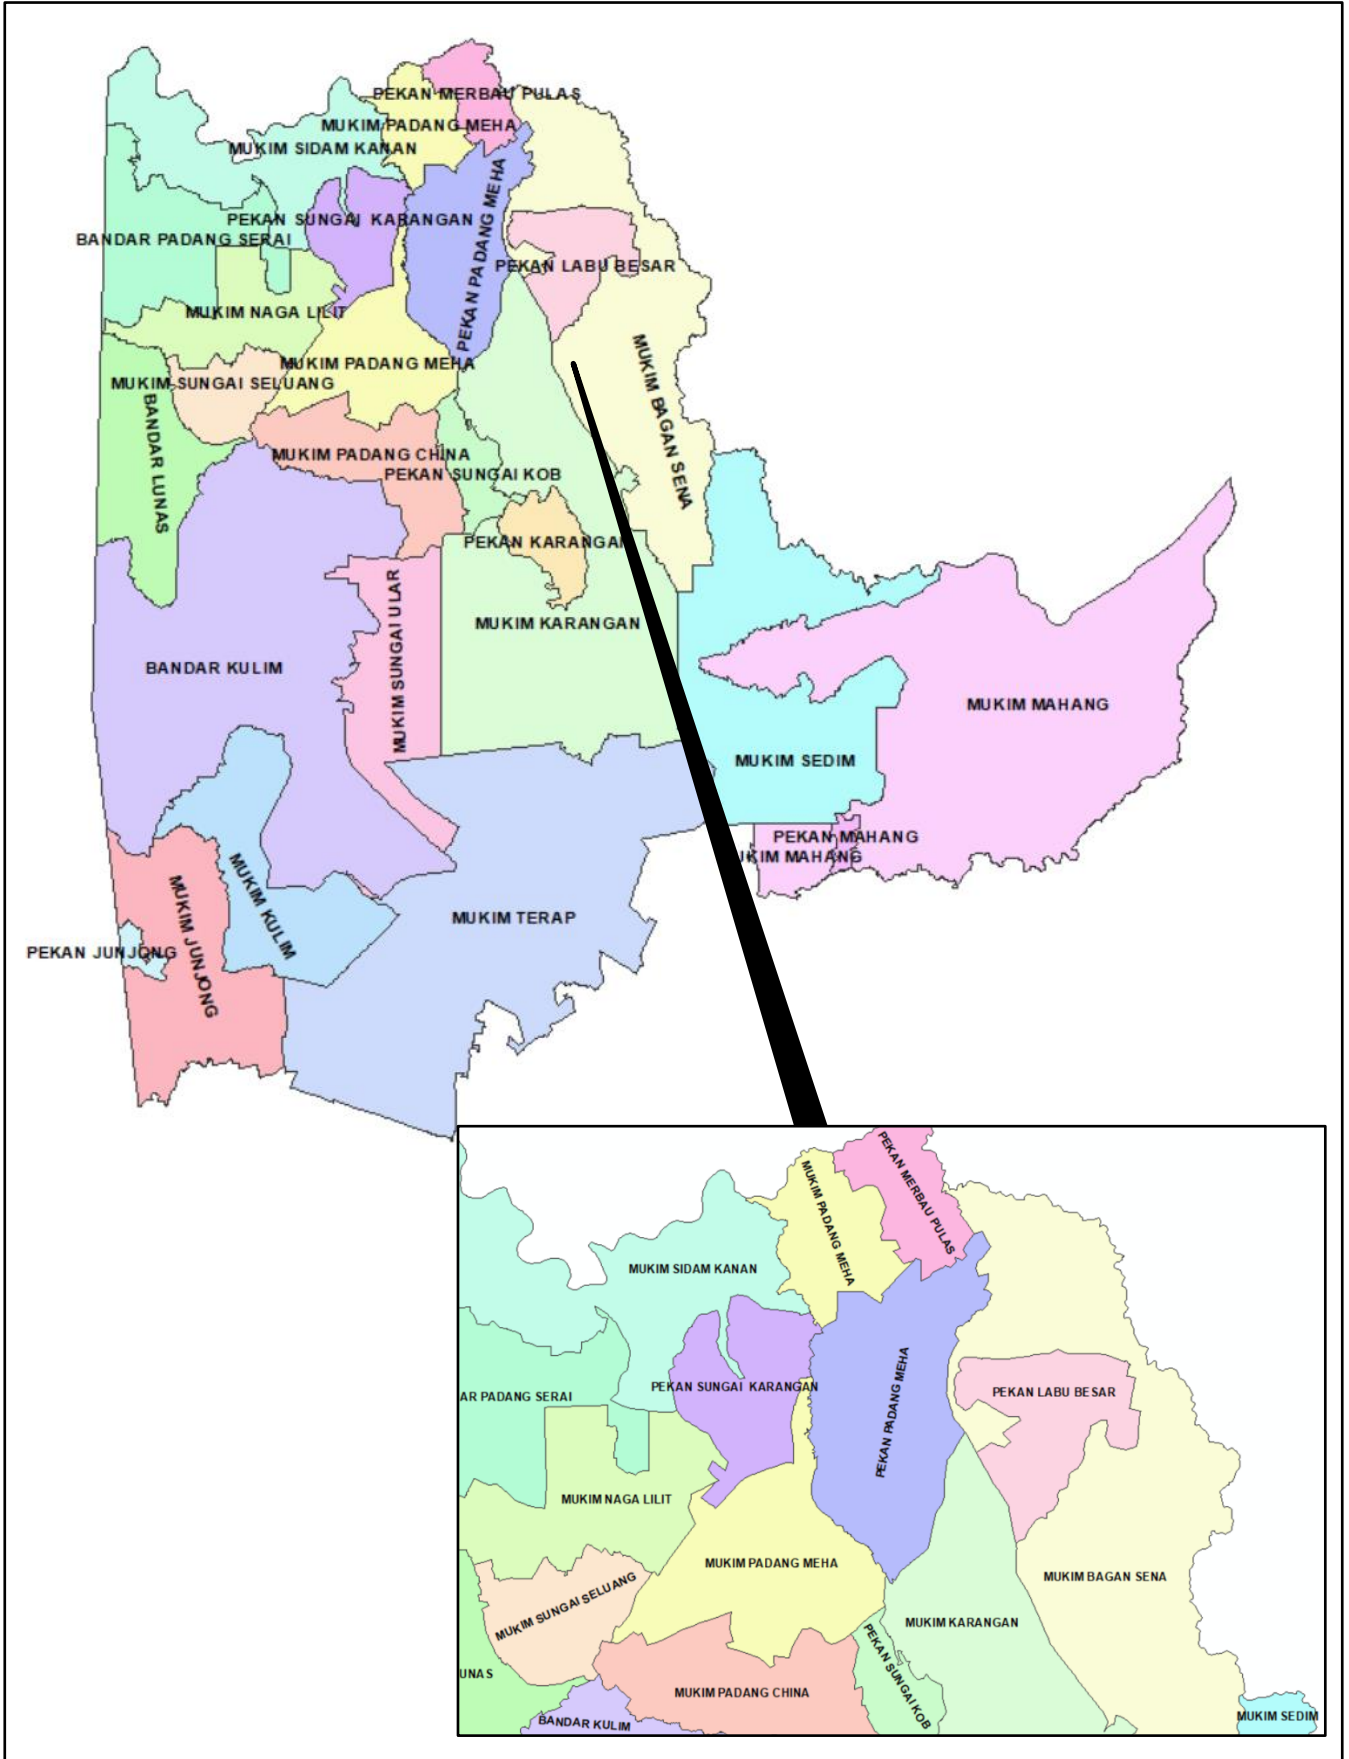 PEKAN MERBAU PULAS
MUKIM PADANG MEHA
MUKIM SIDAM KANAN
PEKAN SUNGAI KARANGAN
PEKAN PADANG MEHA
BANDAR PADANG SERAI
PEKAN LABU BESAR
MUKIM NAGA LILIT
MUKIM PADANG MEHA
MUKIM SUNGAI SELUANG
MUKIM BAGAN SENA
BANDAR LUNAS
MUKIM PADANG CHINA
PEKAN SUNGAI KOB
PEKAN KARANGAN
MUKIM KARANGAN
MUKIM SUNGAI ULAR
BANDAR KULIM
MUKIM MAHANG
MUKIM SEDIM
PEKAN MAHANG
IKIM MAHANG
MUKIM KULIM
MUKIM JUNJONG
MUKIM TERAP
PEKAN JUNJONG
PEKAN MERBAU PULAS
MUKIM PADANG MEHA
MUKIM SIDAM KANAN
PEKAN PADANG MEHA
PEKAN SUNGAI KARANGAN
PEKAN LABU BESAR
AR PADANG SERAI
MUKIM NAGA LILIT
MUKIM PADANG MEHA
MUKIM BAGAN SENA
MUKIM SUNGAI SELUANG
MUKIM KARANGAN
PEKAN SUNGAI KOB
UNAS
MUKIM PADANG CHINA
BANDAR KULIM
MUKIM SEDIM